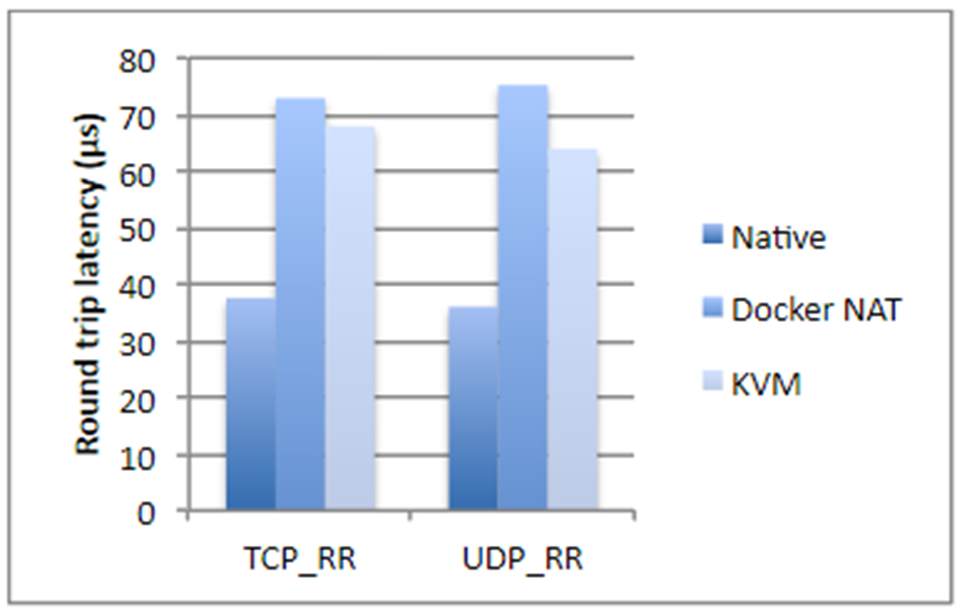 Round trip latency (μs)
80
70
60
50
40
30
20
10
0
TCP_RR
UDP_RR
Native
Docker NAT
KVM